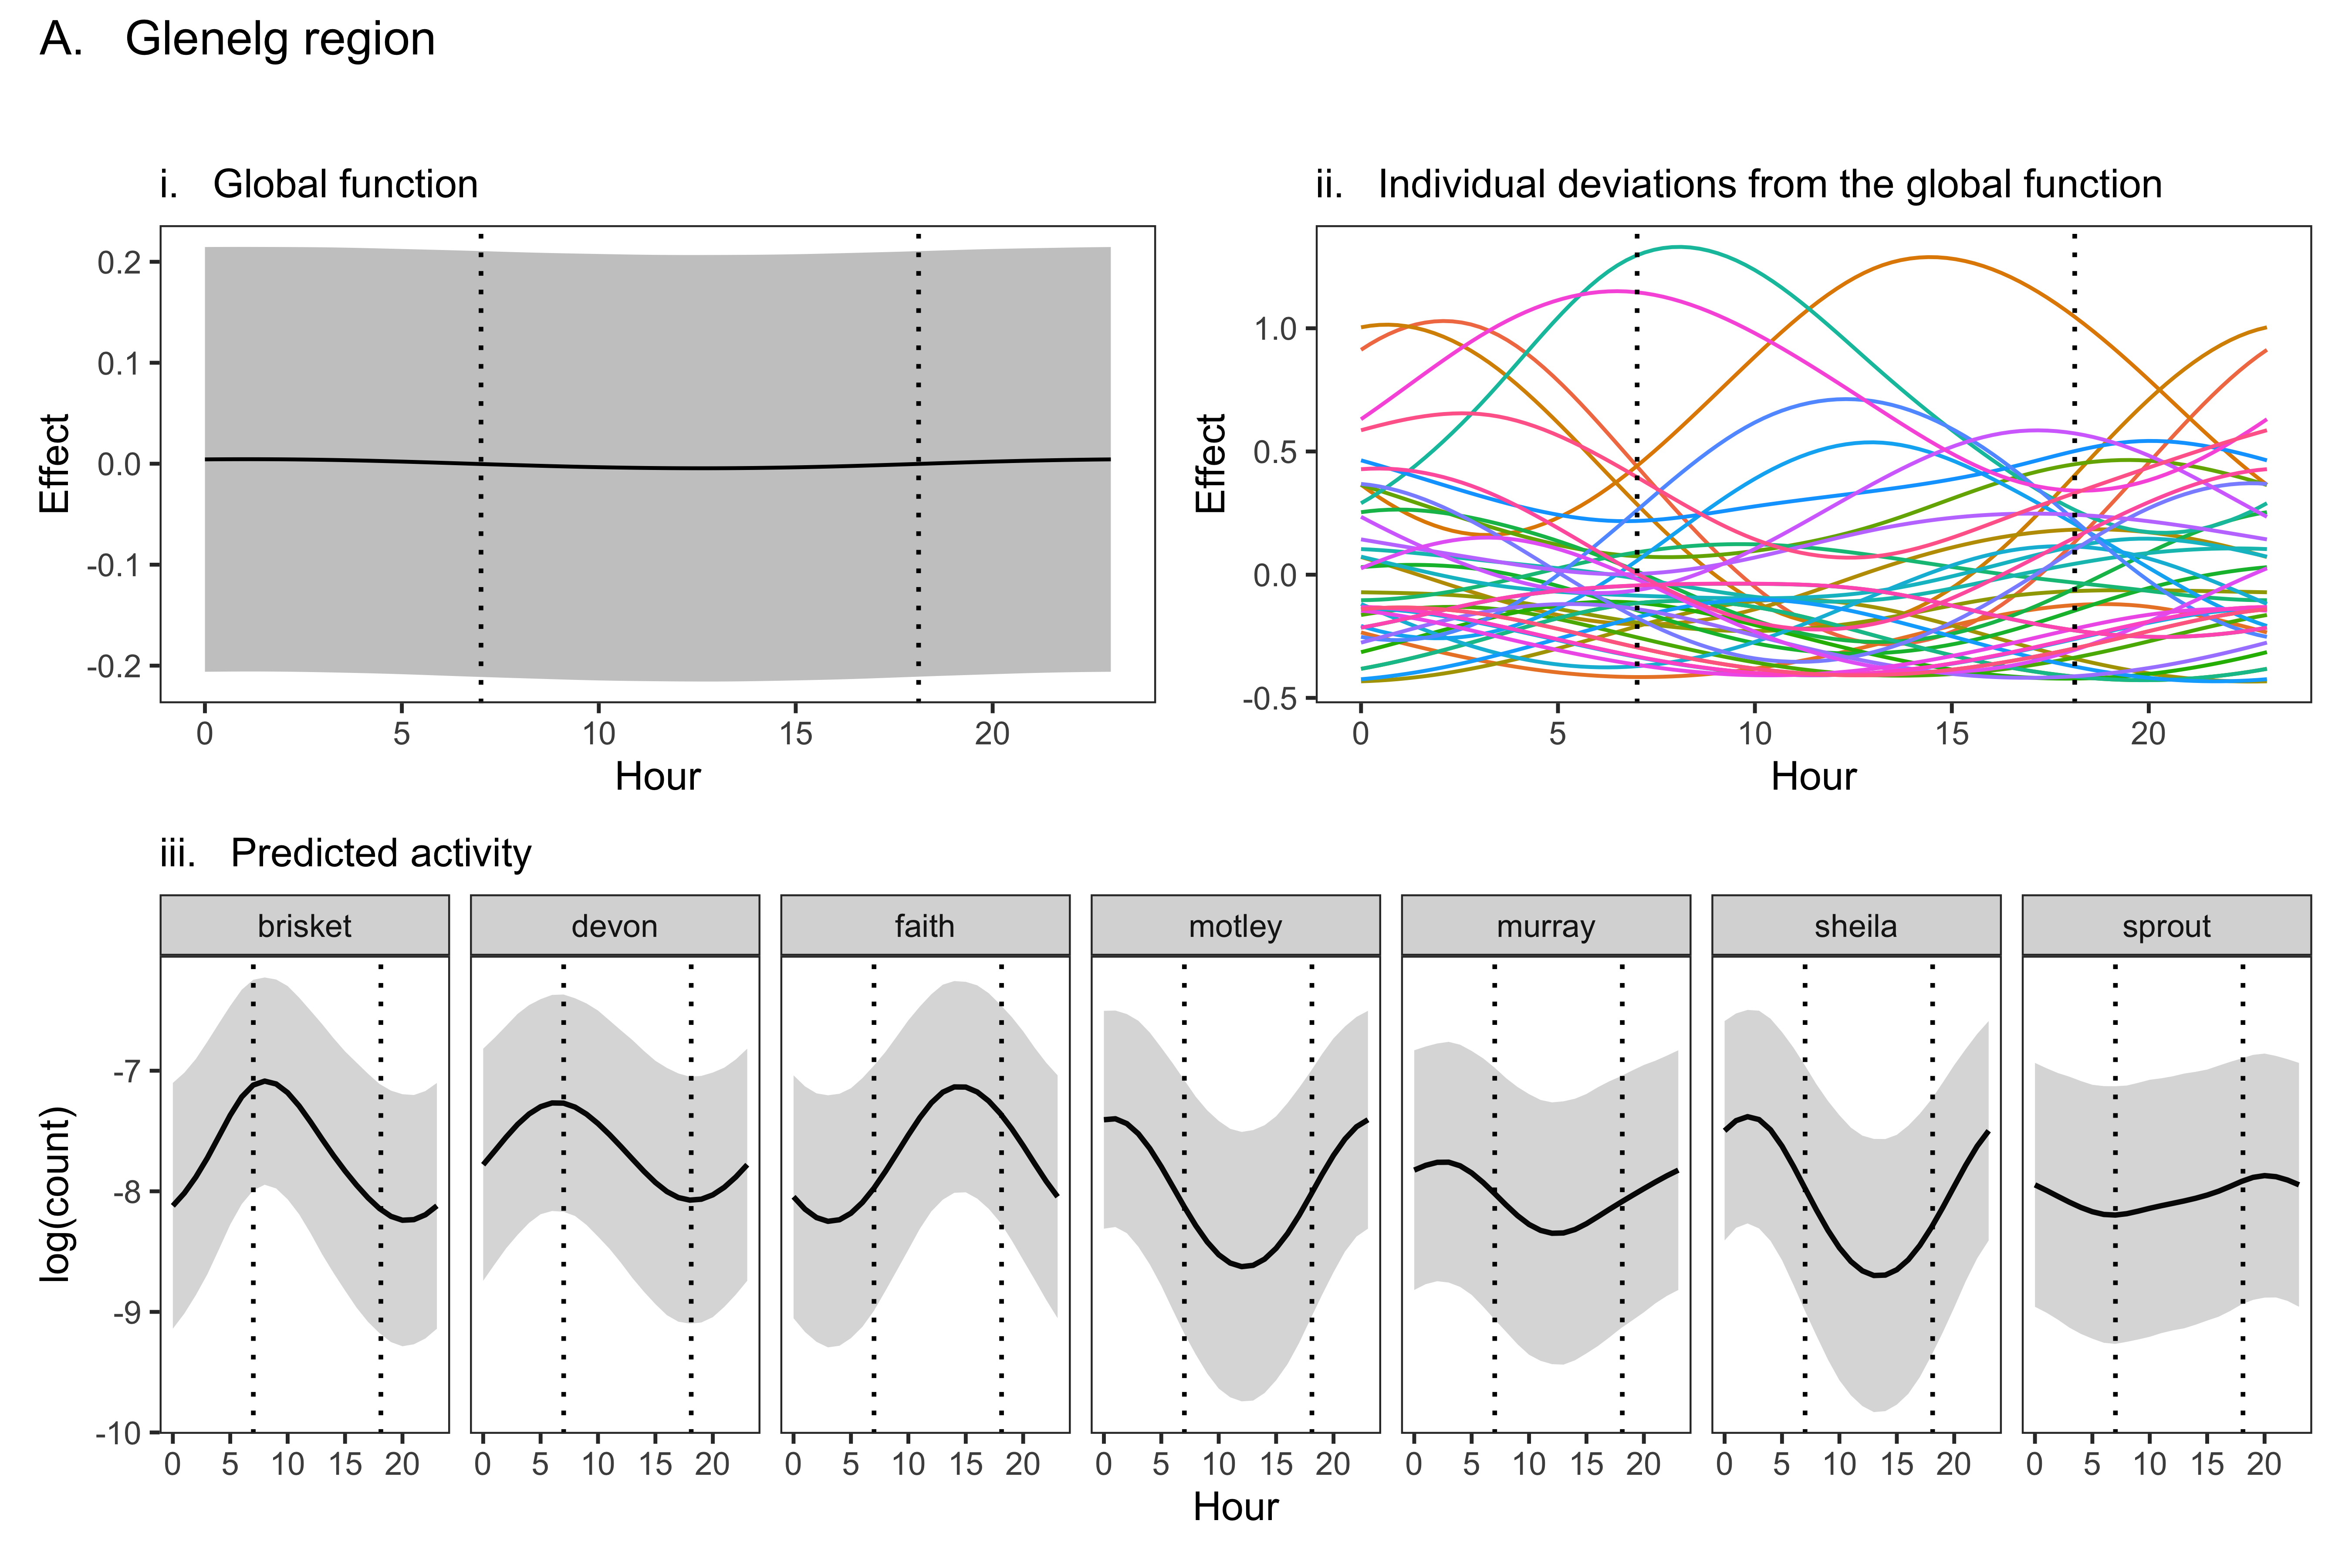 A. Glenelg region
i. Global function
ii. Individual deviations from the global function
Effect
0.2
0.1
0.0
-0.1
-0.2
0 5 10 15 20
Hour
Effect
1.0
0.5
0.0
-0.5
0 5 10 15 20
Hour
iii. Predicted activity
brisket devon faith motley murray sheila sprout
log(count)
-7
-8
-9
-10
0 5 10 15 20 0 5 10 15 20 0 5 10 15 20 0 5 10 15 20 0 5 10 15 20 0 5 10 15 20 0 5 10 15 20
Hour